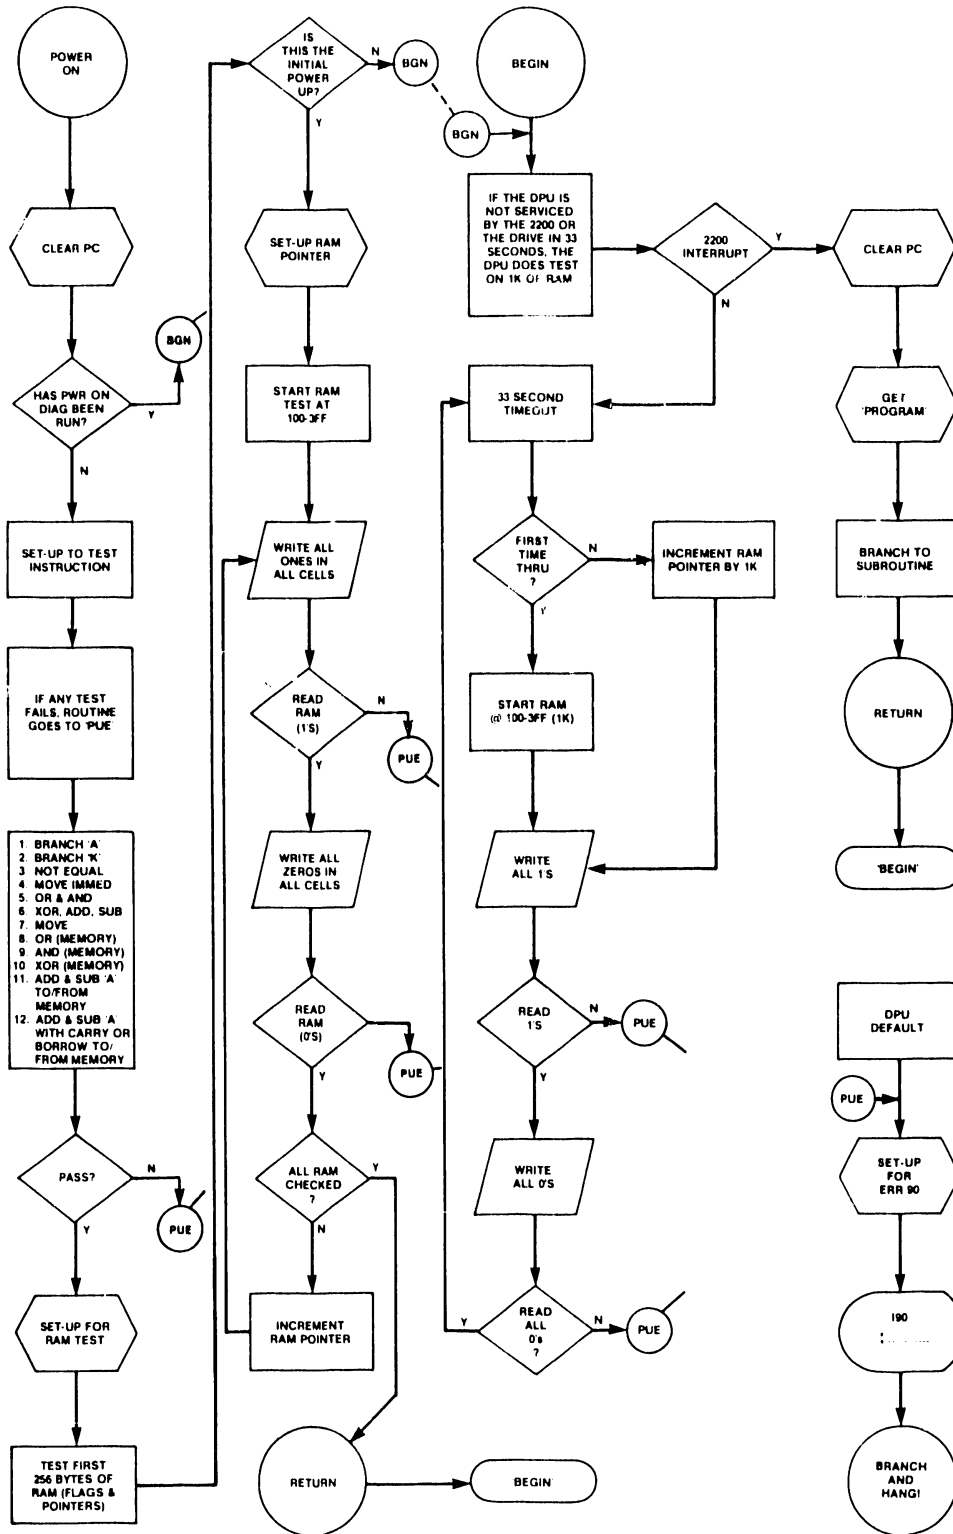 POWER
ON
CLEAR PC
BGN
HAS PWR ON
DIAG BEEN
RUN?
Y
N
SET-UP TO TEST
INSTRUCTION
IF ANY TEST
FAILS, ROUTINE
GOES TO 'PUE'
1. BRANCH 'A'
2. BRANCH 'K'
3 NOT EQUAL
4. MOVE IMMED
5. OR & AND
6. XOR, ADD, SUB
7. MOVE
8. OR (MEMORY)
9. AND (MEMORY)
10. XOR (MEMORY)
11. ADD & SUB 'A'
TO/FROM
MEMORY
12. ADD & SUB 'A'
WITH CARRY OR
BORROW TO/
FROM MEMORY
PASS?
N
Y
PUE
SET-UP FOR
RAM TEST
TEST FIRST
256 BYTES OF
RAM (FLAGS &
POINTERS)
IS
THIS THE
INITIAL
POWER
UP?
N
BGN
Y
BGN
SET-UP RAM
POINTER
START RAM
TEST AT
100-3FF
WRITE ALL
ONES IN
ALL CELLS
READ
RAM
(1'S)
N
PUE
Y
WRITE ALL
ZEROS IN
ALL CELLS
READ
RAM
(0'S)
N
PUE
Y
ALL RAM
CHECKED
?
Y
N
INCREMENT
RAM POINTER
RETURN
'BEGIN'
BEGIN
IF THE DPU IS
NOT SERVICED
BY THE 2200 OR
THE DRIVE IN 33
SECONDS, THE
DPU DOES TEST
ON 1K OF RAM
2200
INTERRUPT
Y
N
33 SECOND
TIMEOUT
FIRST
TIME
THRU
?
N
Y
INCREMENT RAM
POINTER BY 1K
START RAM
@ 100-3FF (1K)
WRITE
ALL 1'S
READ
1'S
N
PUE
Y
WRITE
ALL 0'S
READ
ALL
0's
?
Y
N
PUE
CLEAR PC
GET
'PROGRAM'
BRANCH TO
SUBROUTINE
RETURN
'BEGIN'
DPU
DEFAULT
PUE
SET-UP
FOR
ERR 90
I90
BRANCH
AND
HANG!